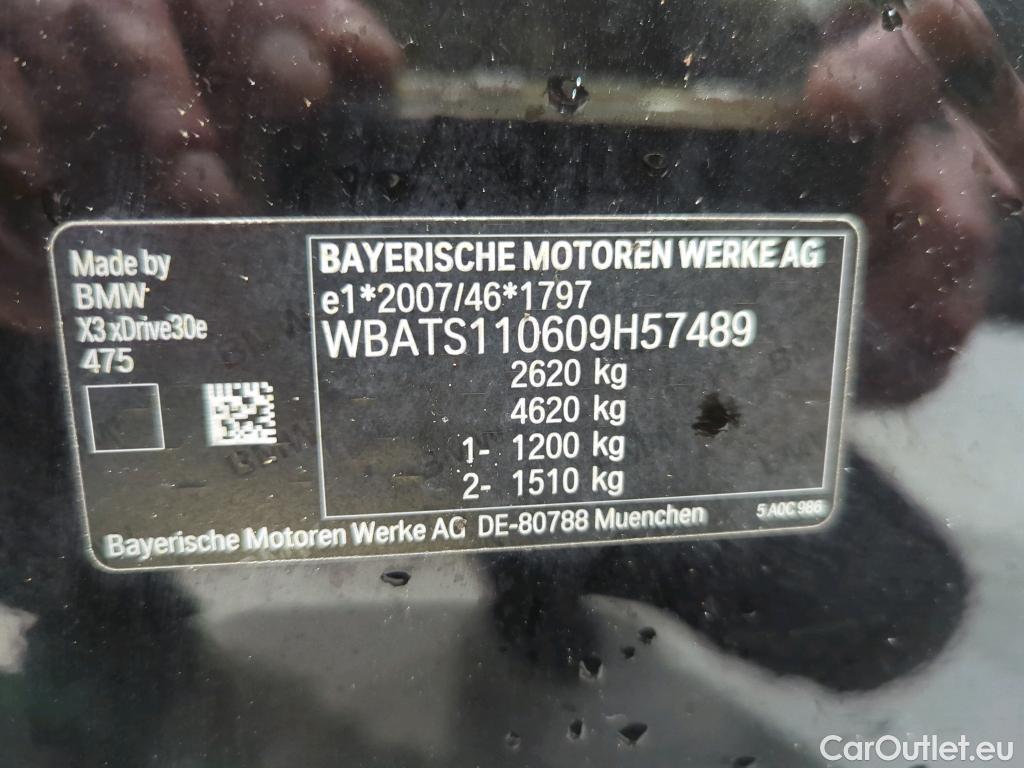 Made by
BMW
X3 xDrive30e
475
BAYERISCHE MOTOREN WERKE AG
e1*2007/46*1797
WBATS110609H57489
2620 kg
4620 kg
1- 1200 kg
2- 1510 kg
5 A0C 986
Bayerische Motoren Werke AG DE-80788 Muenchen
CarOutlet.eu